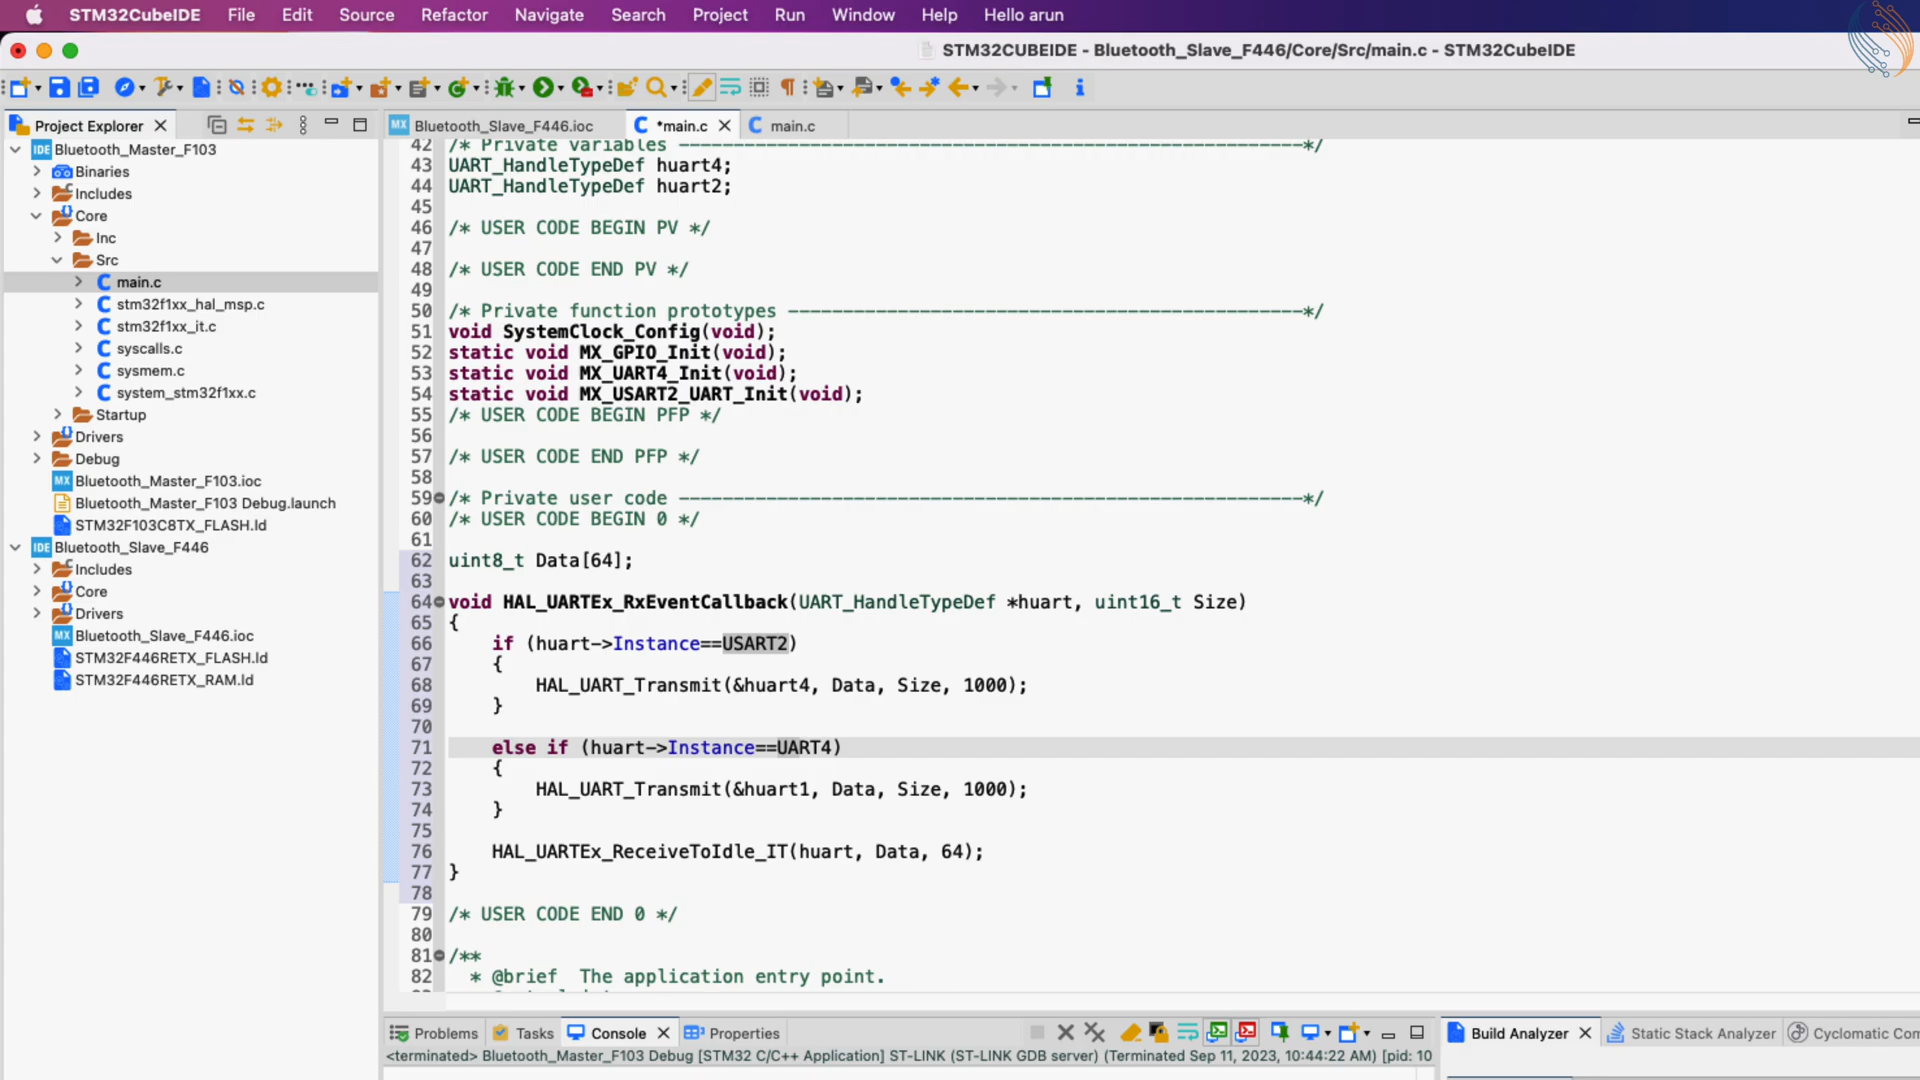 STM32CubeIDE File Edit Source Refactor Navigate Search Project Run Window Help Hello arun
STM32CUBEIDE - Bluetooth_Slave_F446/Core/Src/main.c - STM32CubeIDE
Project Explorer
Bluetooth_Master_F103
Binaries
Includes
Core
Inc
Src
main.c
stm32f1xx_hal_msp.c
stm32f1xx_it.c
syscalls.c
sysmem.c
system_stm32f1xx.c
Startup
Drivers
Debug
Bluetooth_Master_F103.ioc
Bluetooth_Master_F103 Debug.launch
STM32F103C8TX_FLASH.ld
Bluetooth_Slave_F446
Includes
Core
Drivers
Bluetooth_Slave_F446.ioc
STM32F446RETX_FLASH.ld
STM32F446RETX_RAM.ld
Bluetooth_Slave_F446.ioc *main.c main.c
42 /* Private variables ---------------------------------------------------------*/
43 UART_HandleTypeDef huart4;
44 UART_HandleTypeDef huart2;
45
46 /* USER CODE BEGIN PV */
47
48 /* USER CODE END PV */
49
50 /* Private function prototypes -----------------------------------------------*/
51 void SystemClock_Config(void);
52 static void MX_GPIO_Init(void);
53 static void MX_UART4_Init(void);
54 static void MX_USART2_UART_Init(void);
55 /* USER CODE BEGIN PFP */
56
57 /* USER CODE END PFP */
58
59 /* Private user code ---------------------------------------------------------*/
60 /* USER CODE BEGIN 0 */
61
62 uint8_t Data[64];
63
64 void HAL_UARTEx_RxEventCallback(UART_HandleTypeDef *huart, uint16_t Size)
65 {
66 if (huart->Instance==USART2)
67 {
68 HAL_UART_Transmit(&huart4, Data, Size, 1000);
69 }
70
71 else if (huart->Instance==UART4)
72 {
73 HAL_UART_Transmit(&huart1, Data, Size, 1000);
74 }
75
76 HAL_UARTEx_ReceiveToIdle_IT(huart, Data, 64);
77 }
78
79 /* USER CODE END 0 */
80
81 /**
82 * @brief The application entry point.
Problems Tasks Console Properties
<terminated> Bluetooth_Master_F103 Debug [STM32 C/C++ Application] ST-LINK (ST-LINK GDB server) (Terminated Sep 11, 2023, 10:44:22 AM) [pid: 10
Build Analyzer Static Stack Analyzer Cyclomatic Com